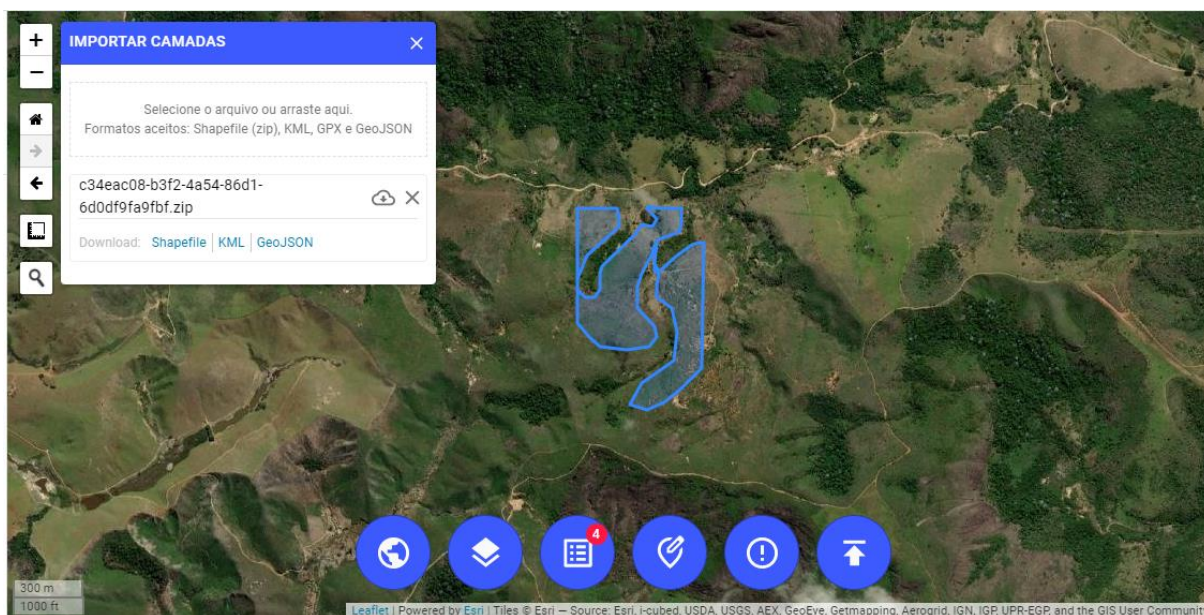 +
IMPORTAR CAMADAS
−
Selecione o arquivo ou arraste aqui.
Formatos aceitos: Shapefile (zip), KML, GPX e GeoJSON
c34eac08-b3f2-4a54-86d1-
6d0df9fa9fbf.zip
Download: Shapefile | KML | GeoJSON
4
300 m
1000 ft
Leaflet | Powered by Esri | Tiles © Esri — Source: Esri, i-cubed, USDA, USGS, AEX, GeoEye, Getmapping, Aerogrid, IGN, IGP, UPR-EGP, and the GIS User Commu